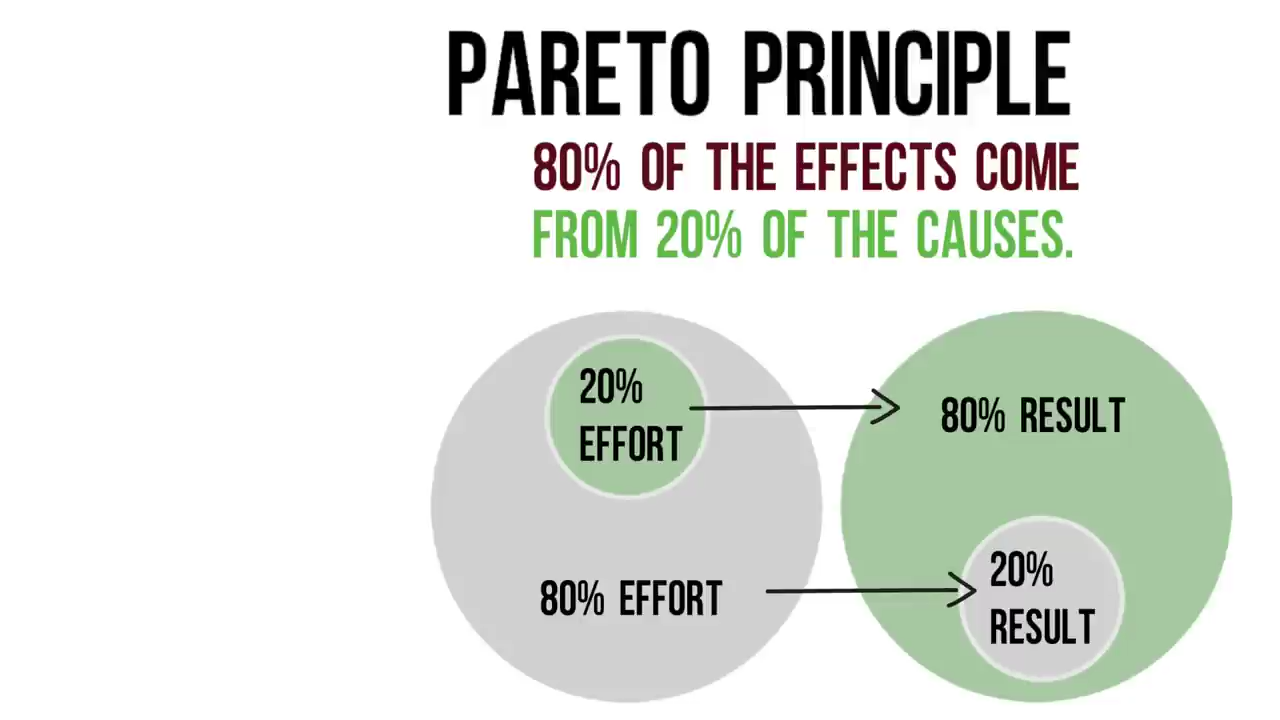 PARETO PRINCIPLE
80% OF THE EFFECTS COME
FROM 20% OF THE CAUSES.
20%
EFFORT
80% RESULT
80% EFFORT
20%
RESULT